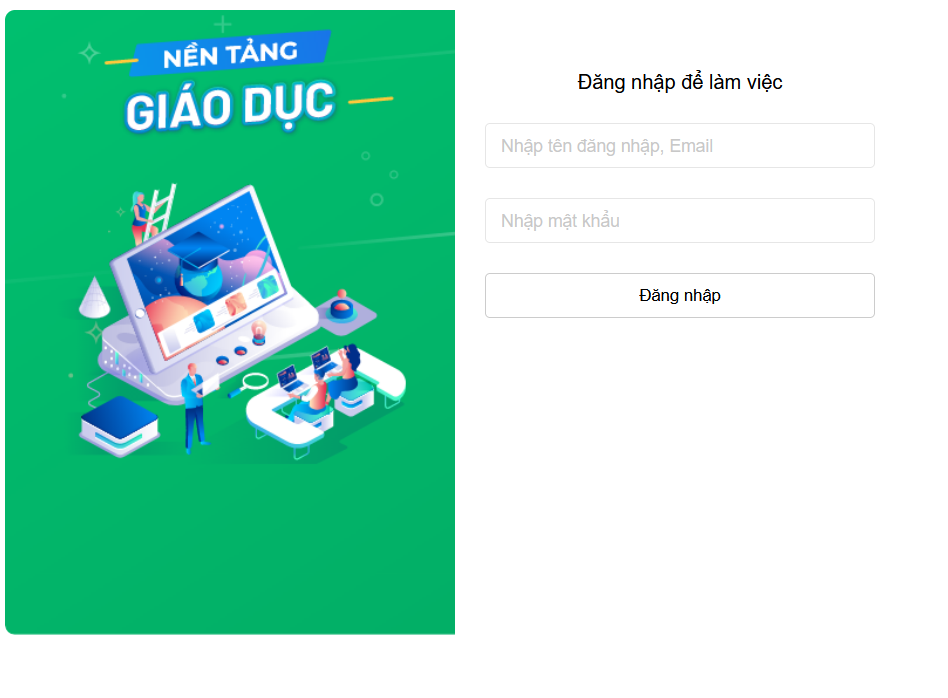 NỀN TẢNG
GIÁO DỤC
Đăng nhập để làm việc
Nhập tên đăng nhập, Email
Nhập mật khẩu
Đăng nhập